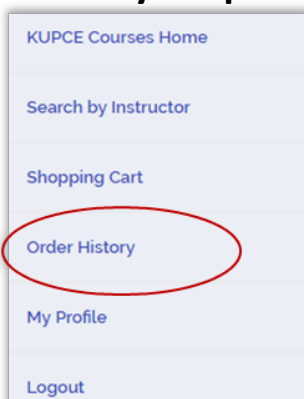 KUPCE Courses Home
Search by Instructor
Shopping Cart
Order History
My Profile
Logout